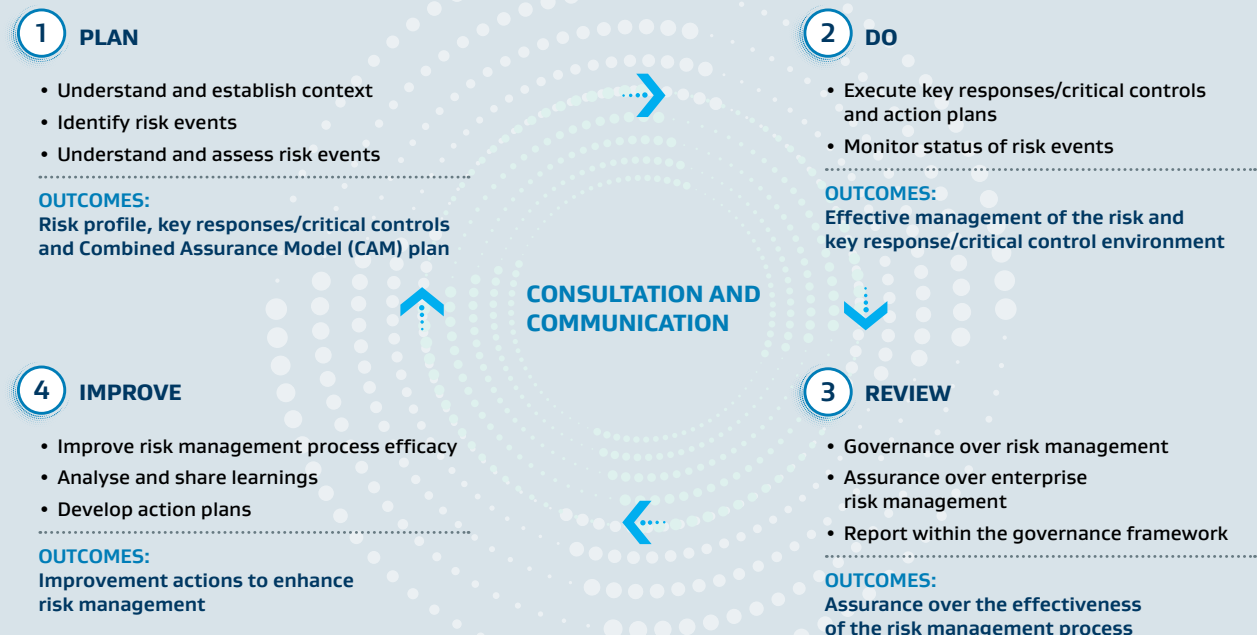 1 PLAN
• Understand and establish context
• Identify risk events
• Understand and assess risk events
OUTCOMES:
Risk profile, key responses/critical controls
and Combined Assurance Model (CAM) plan
2 DO
• Execute key responses/critical controls
and action plans
• Monitor status of risk events
OUTCOMES:
Effective management of the risk and
key response/critical control environment
CONSULTATION AND
COMMUNICATION
4 IMPROVE
• Improve risk management process efficacy
• Analyse and share learnings
• Develop action plans
OUTCOMES:
Improvement actions to enhance
risk management
3 REVIEW
• Governance over risk management
• Assurance over enterprise
risk management
• Report within the governance framework
OUTCOMES:
Assurance over the effectiveness
of the risk management process